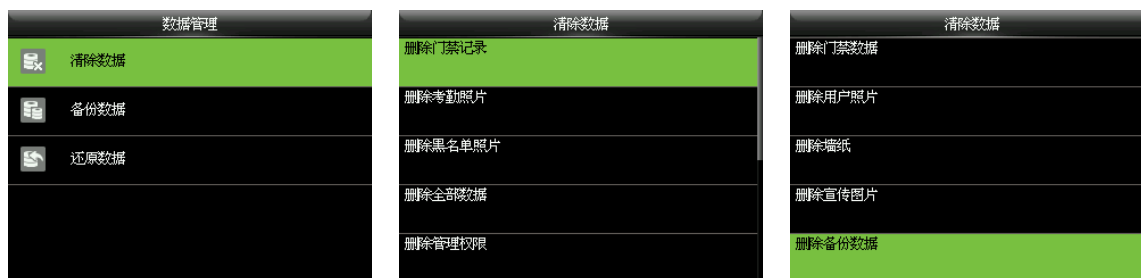 数据管理
清除数据
备份数据
还原数据
清除数据
删除门禁记录
删除考勤照片
删除黑名单照片
删除全部数据
删除管理权限
清除数据
删除门禁数据
删除用户照片
删除墙纸
删除宣传图片
删除备份数据